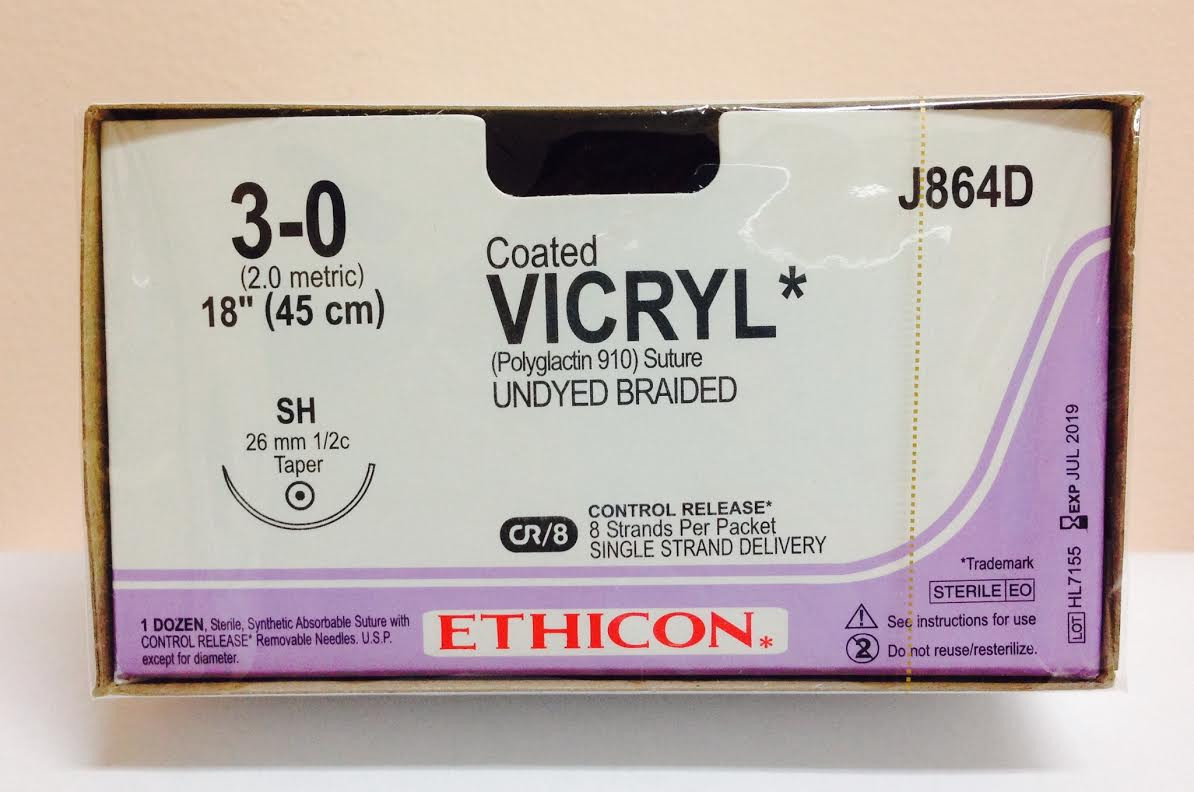 3-0
(2.0 metric)
18" (45 cm)
SH
26 mm 1/2c
Taper
Coated
VICRYL*
(Polyglactin 910) Suture
UNDYED BRAIDED
J864D
CR/8
CONTROL RELEASE*
8 Strands Per Packet
SINGLE STRAND DELIVERY
1 DOZEN, Sterile, Synthetic Absorbable Suture with
CONTROL RELEASE* Removable Needles. U.S.P.
except for diameter.
ETHICON*
*Trademark
STERILE EO
See instructions for use
2 Do not reuse/resterilize.
LOT HL7155 EXP JUL 2019